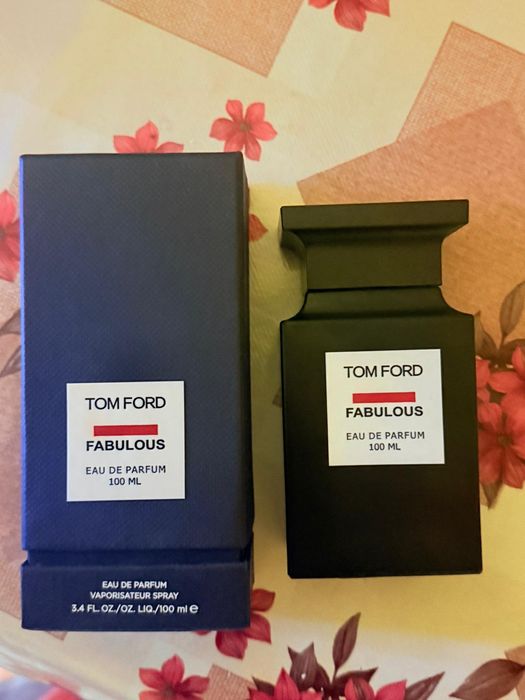 TOM FORD
FABULOUS
EAU DE PARFUM
100 ML
EAU DE PARFUM
VAPORISATEUR SPRAY
3.4 FL. OZ./OZ. LIQ./100 ml ℮
TOM FORD
FABULOUS
EAU DE PARFUM
100 ML